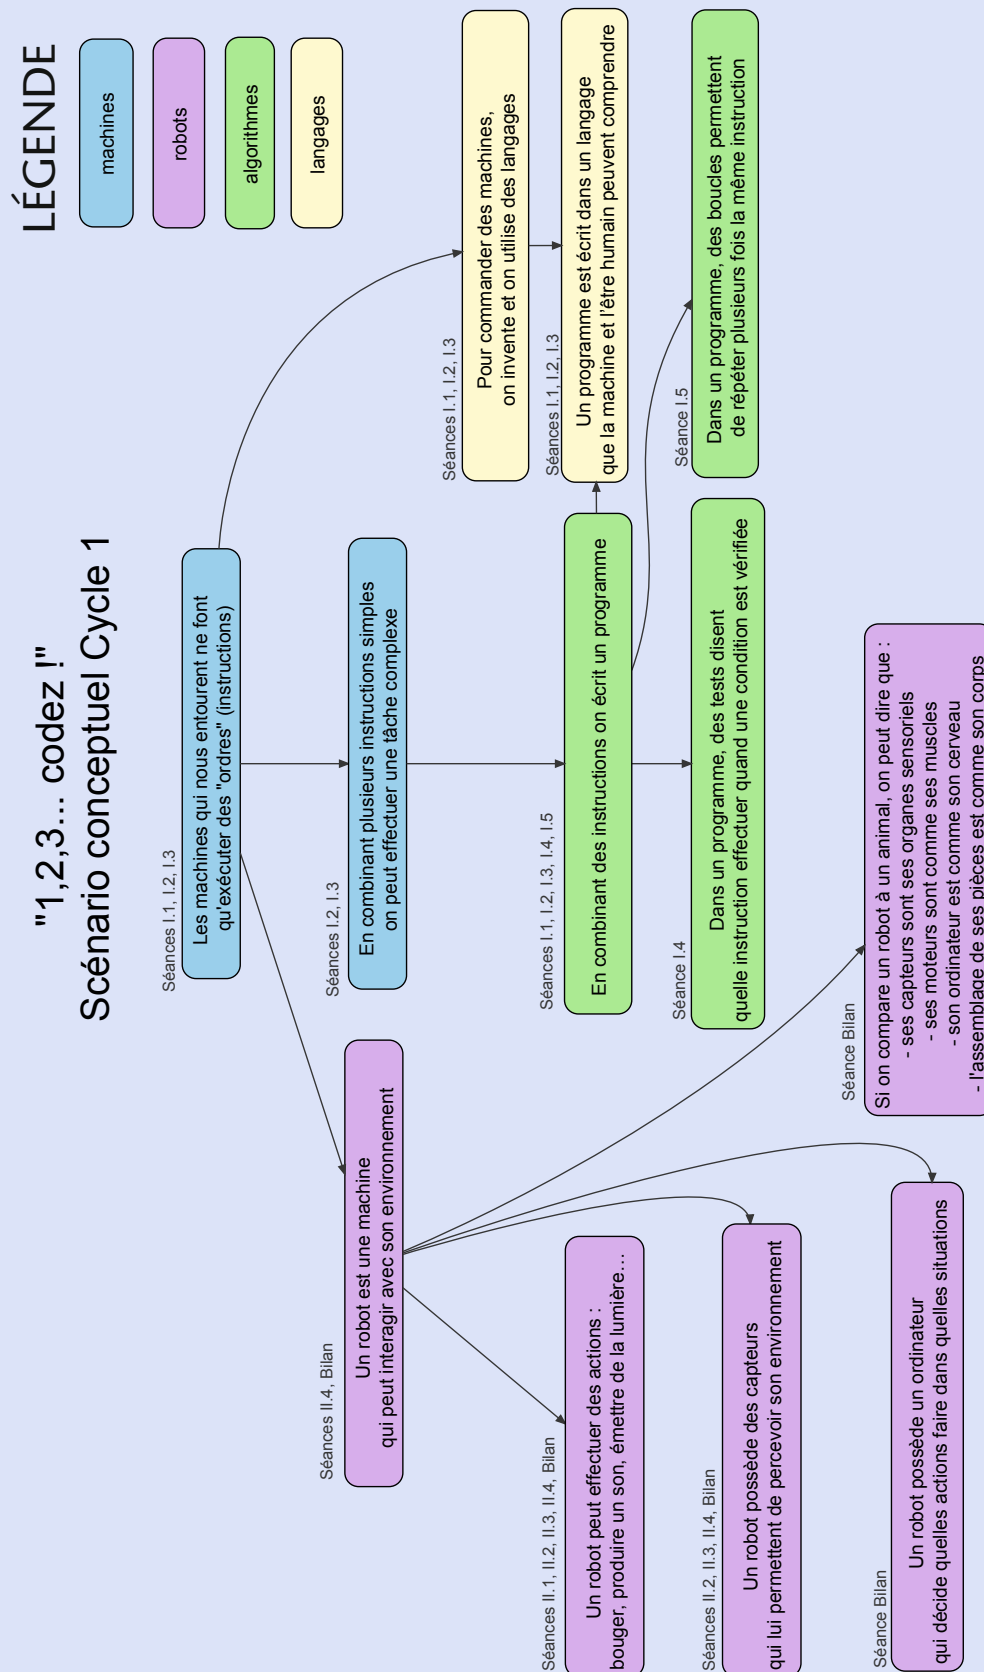 "1,2,3... codez !"
Scénario conceptuel Cycle 1
LÉGENDE
machines
robots
algorithmes
langages
Séances I.1, I.2, I.3
Les machines qui nous entourent ne font
qu'exécuter des "ordres" (instructions)
Séances II.4, Bilan
Un robot est une machine
qui peut interagir avec son environnement
Séances I.2, I.3
En combinant plusieurs instructions simples
on peut effectuer une tâche complexe
Séances I.1, I.2, I.3
Pour commander des machines,
on invente et on utilise des langages
Séances I.1, I.2, I.3
Un programme est écrit dans un langage
que la machine et l'être humain peuvent comprendre
Séances I.1, I.2, I.3, I.4, I.5
En combinant des instructions on écrit un programme
Séances II.1, II.2, II.3, II.4, Bilan
Un robot peut effectuer des actions :
bouger, produire un son, émettre de la lumière…
Séance I.4
Dans un programme, des tests disent
quelle instruction effectuer quand une condition est vérifiée
Séance I.5
Dans un programme, des boucles permettent
de répéter plusieurs fois la même instruction
Séances II.2, II.3, II.4, Bilan
Un robot possède des capteurs
qui lui permettent de percevoir son environnement
Séance Bilan
Un robot possède un ordinateur
qui décide quelles actions faire dans quelles situations
Séance Bilan
Si on compare un robot à un animal, on peut dire que :
- ses capteurs sont ses organes sensoriels
- ses moteurs sont comme ses muscles
- son ordinateur est comme son cerveau
- l'assemblage de ses pièces est comme son corps